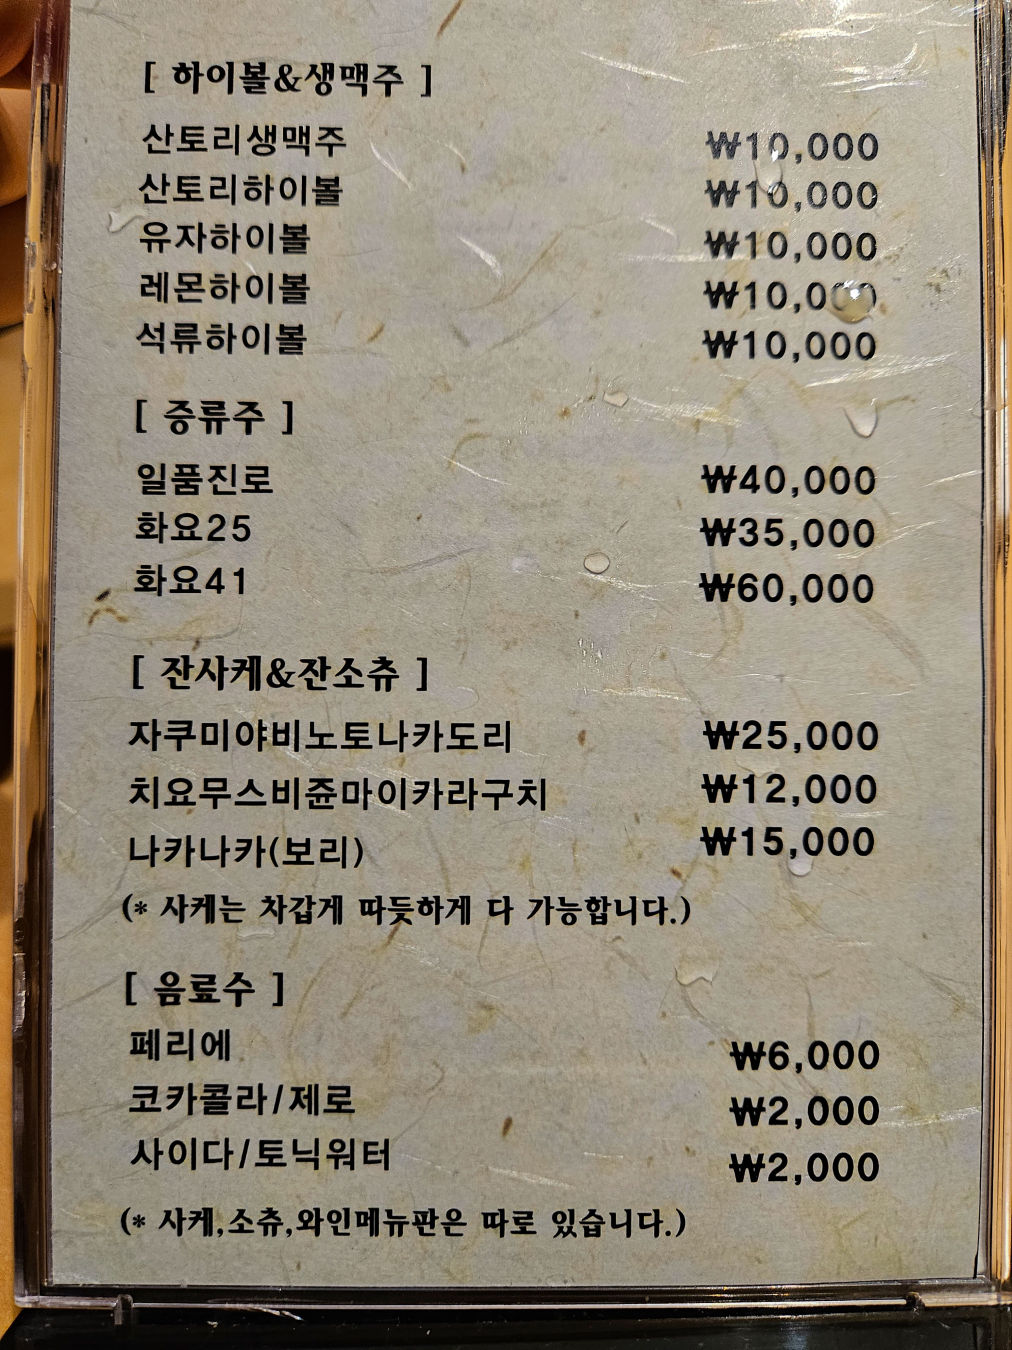 [ 하이볼&생맥주 ]
산토리생맥주 ₩10,000
산토리하이볼 ₩10,000
유자하이볼 ₩10,000
레몬하이볼 ₩10,000
석류하이볼 ₩10,000
[ 증류주 ]
일품진로 ₩40,000
화요25 ₩35,000
화요41 ₩60,000
[ 잔사케&잔소츄 ]
자쿠미야비노토나카도리 ₩25,000
치요무스비쥰마이카라구치 ₩12,000
나카나카(보리) ₩15,000
(* 사케는 차갑게 따듯하게 다 가능합니다.)
[ 음료수 ]
페리에 ₩6,000
코카콜라/제로 ₩2,000
사이다/토닉워터 ₩2,000
(* 사케,소츄,와인메뉴판은 따로 있습니다.)